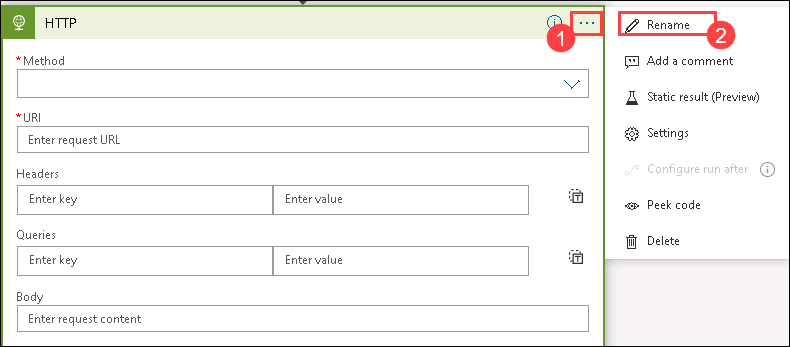 HTTP
1
Rename
2
* Method
Add a comment
Static result (Preview)
* URI
Enter request URL
Settings
Headers
Configure run after
Enter key
Enter value
Peek code
Queries
Delete
Enter key
Enter value
Body
Enter request content